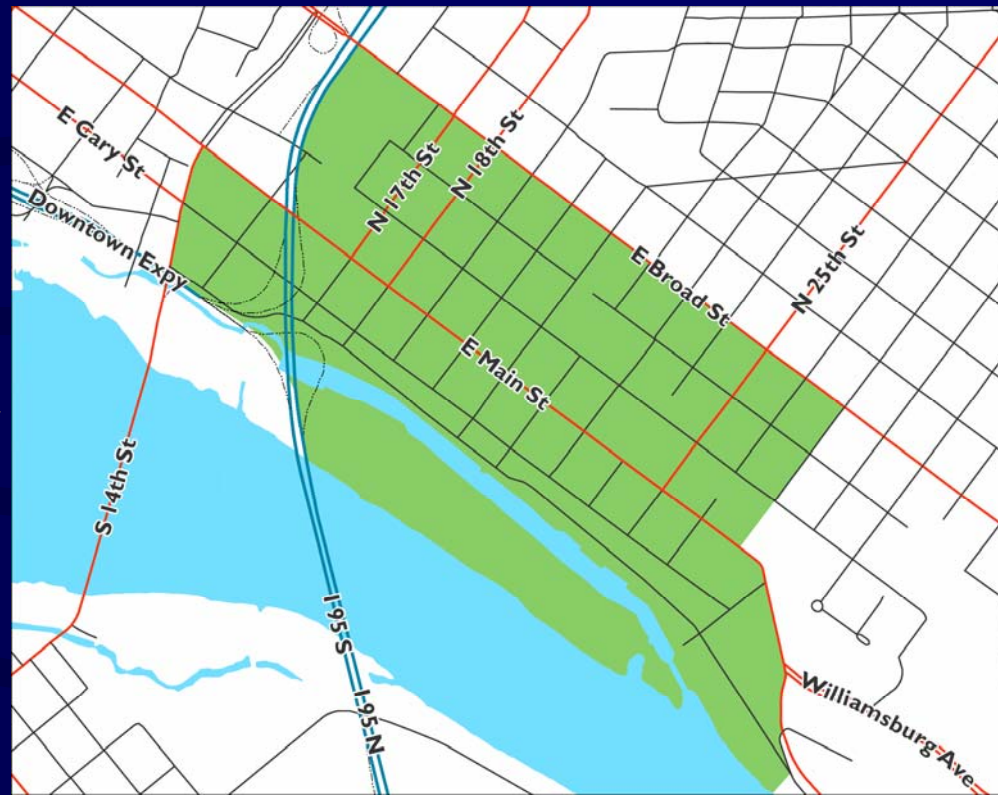 E Cary St
Downtown Expy
N 17th St
N 18th St
E Broad St
N 25th St
E Main St
S 14th St
I 95 S
I 95 N
Williamsburg Ave